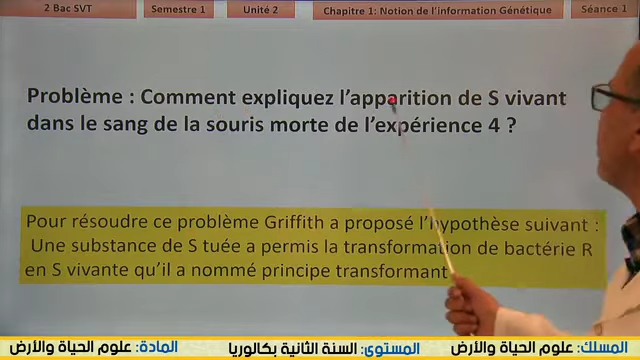 2 Bac SVT
Semestre 1
Unité 2
Chapitre 1: Notion de l'information Génétique
Séance 1
Problème : Comment expliquez l'apparition de S vivant
dans le sang de la souris morte de l'expérience 4 ?
Pour résoudre ce problème Griffith a proposé l'hypothèse suivant :
Une substance de S tuée a permis la transformation de bactérie R
en S vivante qu'il a nommé principe transformant
المسلك: علوم الحياة والأرض
المستوى: السنة الثانية بكالوريا
المادة: علوم الحياة والأرض